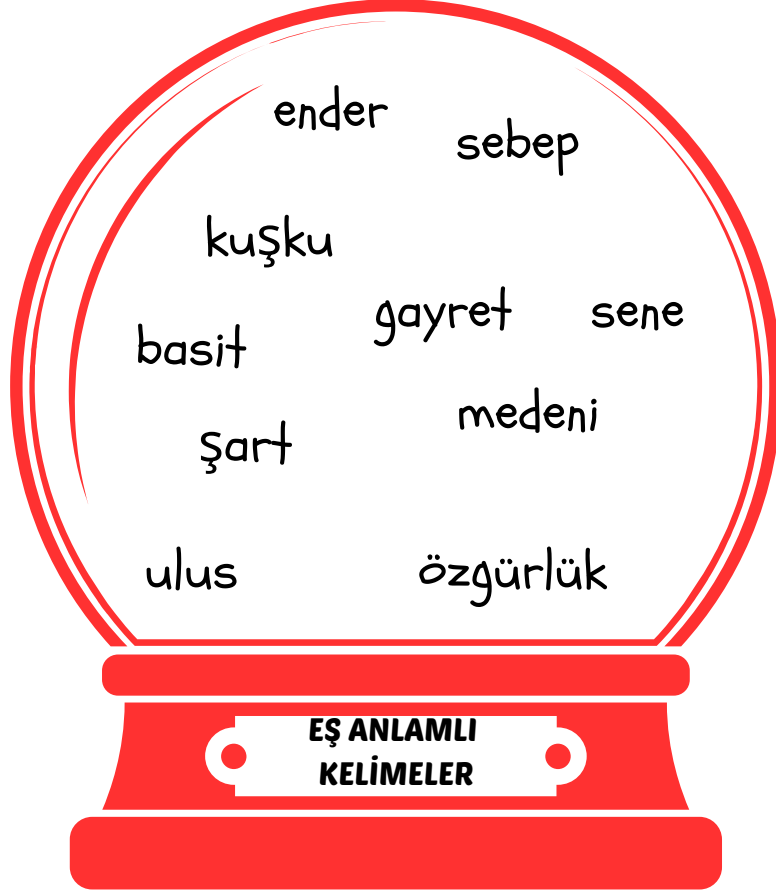 ender
sebep
kuşku
gayret
sene
basit
medeni
şart
ulus
özgürlük
EŞ ANLAMLI
KELİMELER